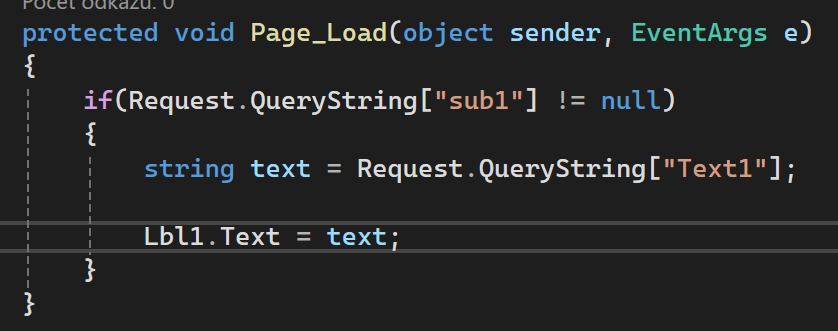 Počet odkazů: 0
protected void Page_Load(object sender, EventArgs e)
{
if(Request.QueryString["sub1"] != null)
{
string text = Request.QueryString["Text1"];
Lbl1.Text = text;
}
}